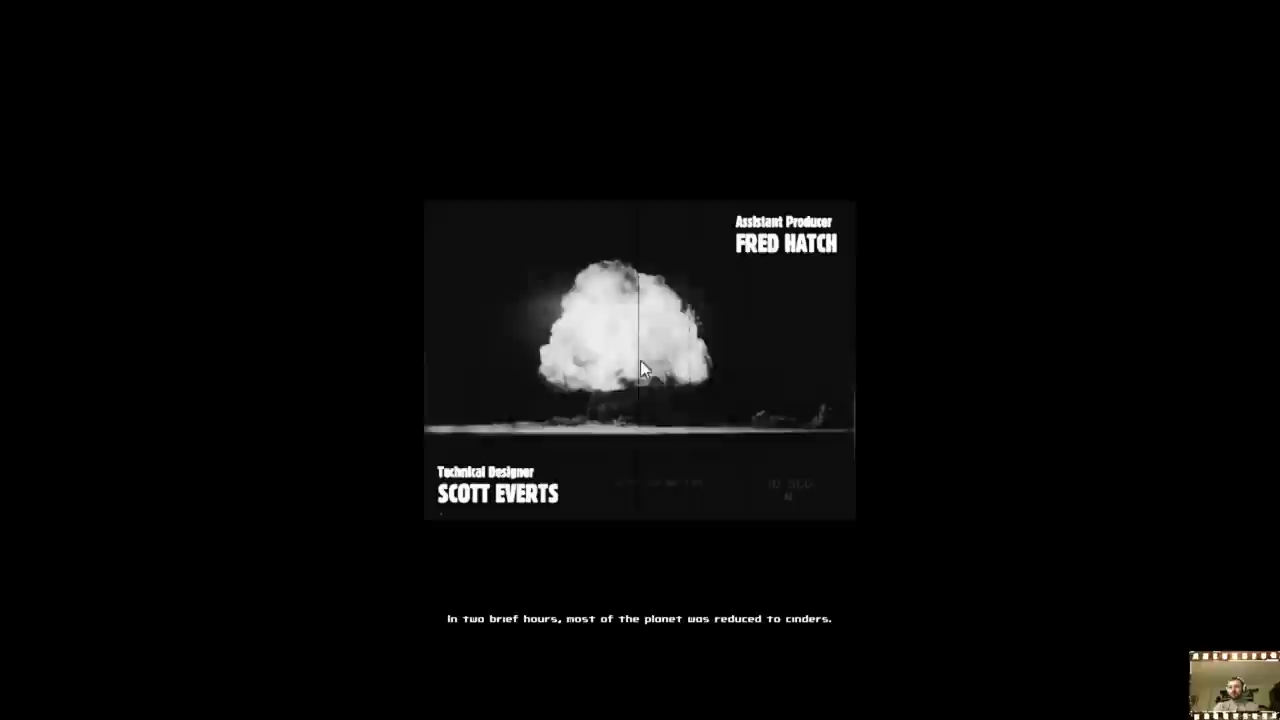 Assistant Producer
FRED HATCH
Technical Designer
SCOTT EVERTS
In two brief hours, most of the planet was reduced to cinders.